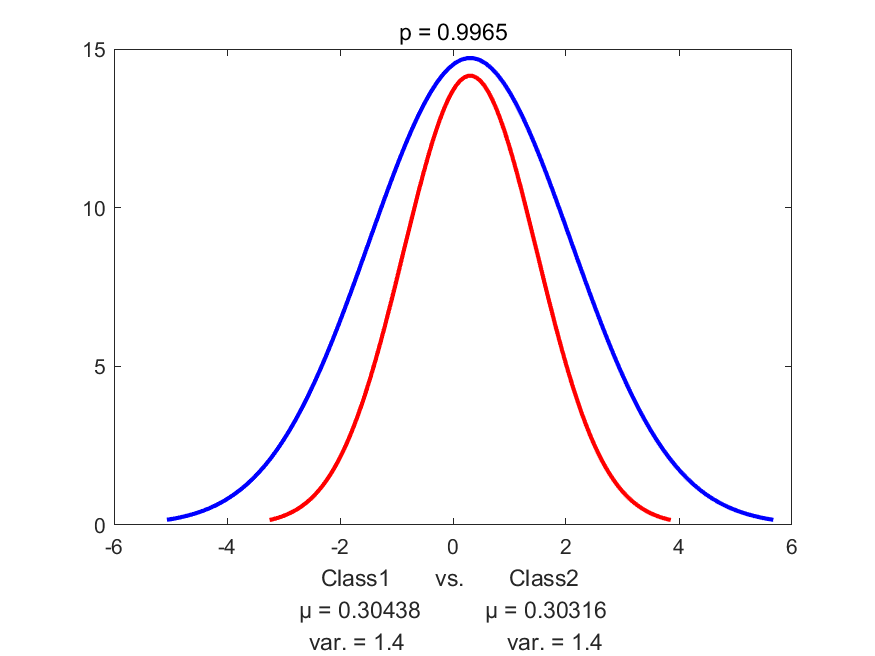 p = 0.9965
15
10
5
0
-6 -4 -2 0 2 4 6
Class1 vs. Class2
μ = 0.30438 μ = 0.30316
var. = 1.4 var. = 1.4